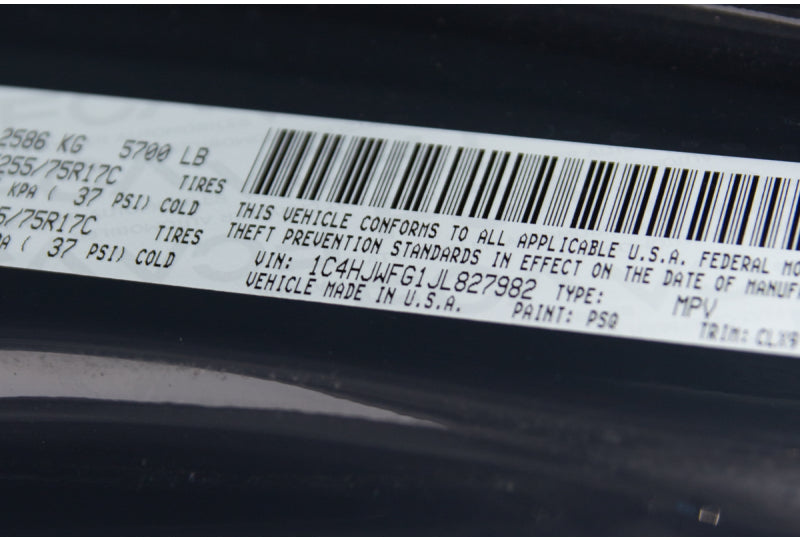 2586 KG 5700 LB
255/75R17C TIRES
KPA ( 37 PSI) COLD
5/75R17C TIRES
( 37 PSI) COLD
THIS VEHICLE CONFORMS TO ALL APPLICABLE U.S.A. FEDERAL
THEFT PREVENTION STANDARDS IN EFFECT ON THE DATE OF
VIN: 1C4HJWFG1JL827982 TYPE: MPV
VEHICLE MADE IN U.S.A. PAINT: PSQ TRIM: